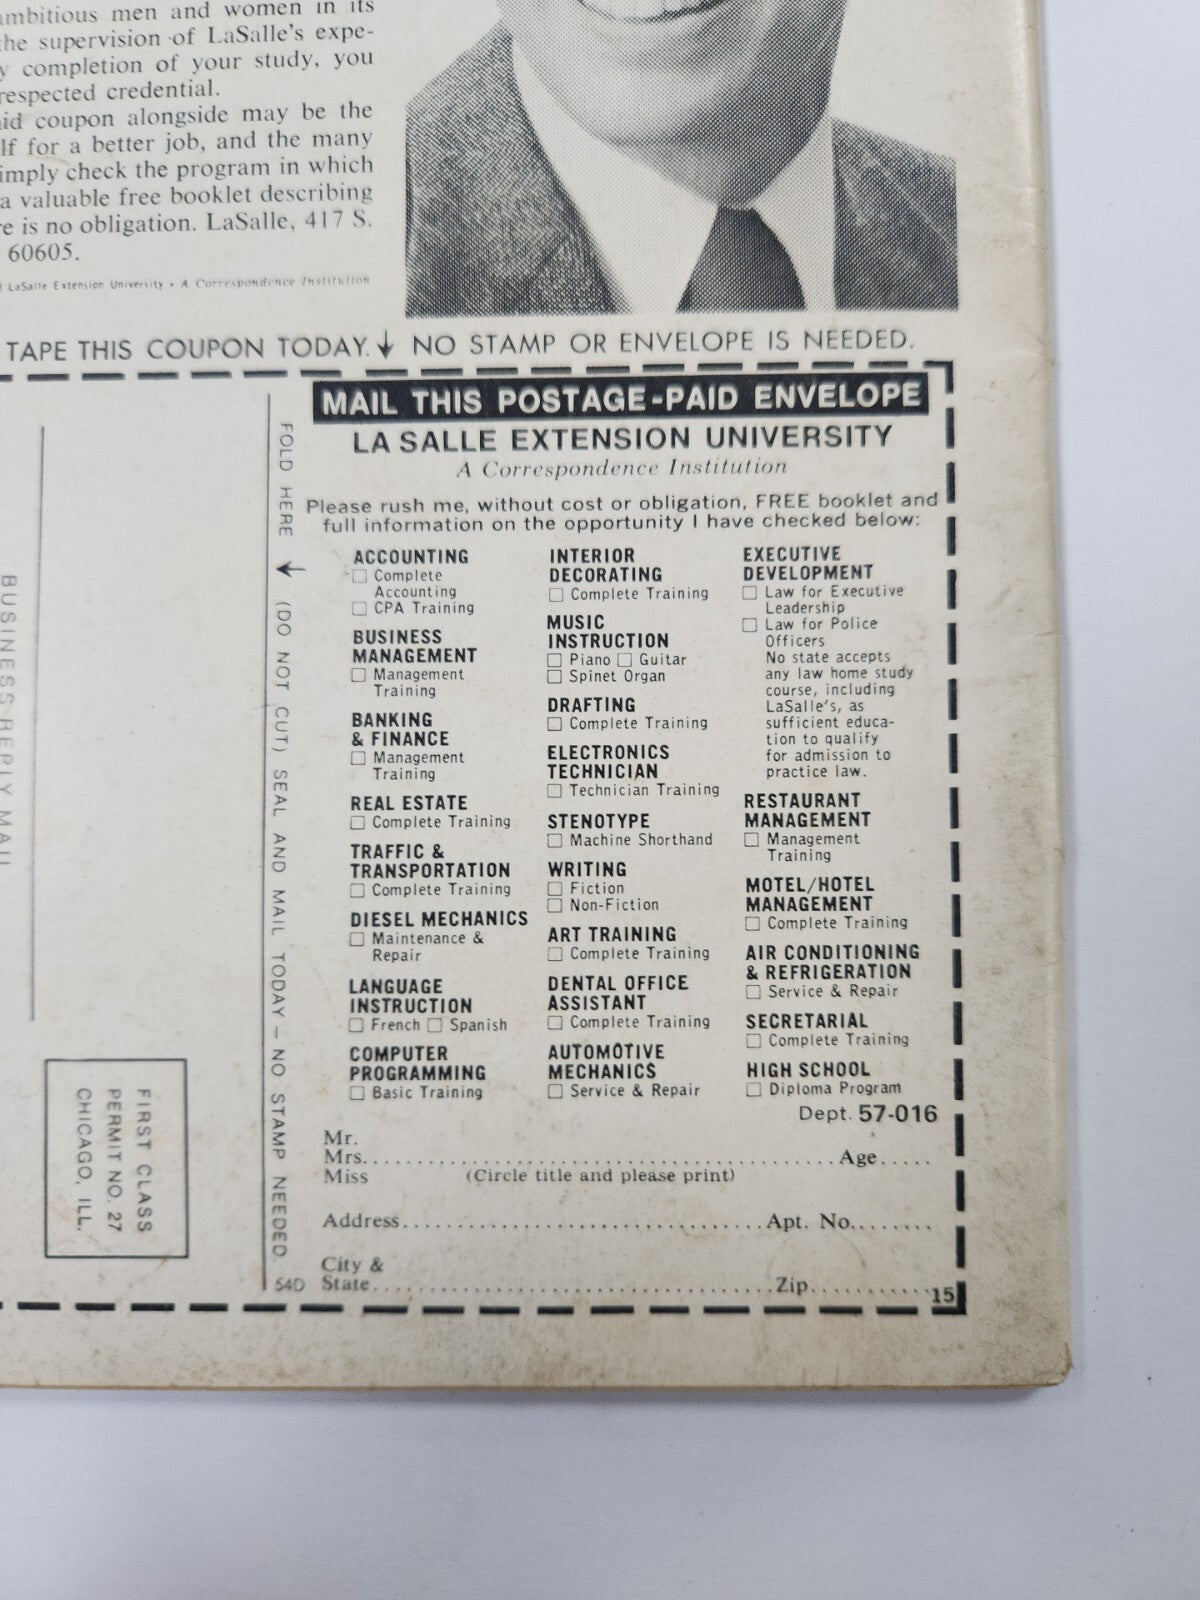 ambitious men and women in its
the supervision of LaSalle's expe-
completion of your study, you
respected credential.
coupon alongside may be the
for a better job, and the many
simply check the program in which
a valuable free booklet describing
is no obligation. LaSalle, 417 S.
60605.
LaSalle Extension University • A Correspondence Institution
TAPE THIS COUPON TODAY. ↓ NO STAMP OR ENVELOPE IS NEEDED.
BUSINESS REPLY MAIL
FIRST CLASS
PERMIT NO. 27
CHICAGO, ILL.
FOLD HERE ↓ (DO NOT CUT) SEAL AND MAIL TODAY – NO STAMP NEEDED.
MAIL THIS POSTAGE-PAID ENVELOPE
LA SALLE EXTENSION UNIVERSITY
A Correspondence Institution
Please rush me, without cost or obligation, FREE booklet and
full information on the opportunity I have checked below:
ACCOUNTING
☐ Complete
Accounting
☐ CPA Training
BUSINESS
MANAGEMENT
☐ Management
Training
BANKING
& FINANCE
☐ Management
Training
REAL ESTATE
☐ Complete Training
TRAFFIC &
TRANSPORTATION
☐ Complete Training
DIESEL MECHANICS
☐ Maintenance &
Repair
LANGUAGE
INSTRUCTION
☐ French ☐ Spanish
COMPUTER
PROGRAMMING
☐ Basic Training
INTERIOR
DECORATING
☐ Complete Training
MUSIC
INSTRUCTION
☐ Piano ☐ Guitar
☐ Spinet Organ
DRAFTING
☐ Complete Training
ELECTRONICS
TECHNICIAN
☐ Technician Training
STENOTYPE
☐ Machine Shorthand
WRITING
☐ Fiction
☐ Non-Fiction
ART TRAINING
☐ Complete Training
DENTAL OFFICE
ASSISTANT
☐ Complete Training
AUTOMOTIVE
MECHANICS
☐ Service & Repair
EXECUTIVE
DEVELOPMENT
☐ Law for Executive
Leadership
☐ Law for Police
Officers
No state accepts
any law home study
course, including
LaSalle's, as
sufficient educa-
tion to qualify
for admission to
practice law.
RESTAURANT
MANAGEMENT
☐ Management
Training
MOTEL/HOTEL
MANAGEMENT
☐ Complete Training
AIR CONDITIONING
& REFRIGERATION
☐ Service & Repair
SECRETARIAL
☐ Complete Training
HIGH SCHOOL
☐ Diploma Program
Dept. 57-016
Mr.
Mrs. Age
Miss (Circle title and please print)
Address Apt. No.
City &
54D State Zip 15